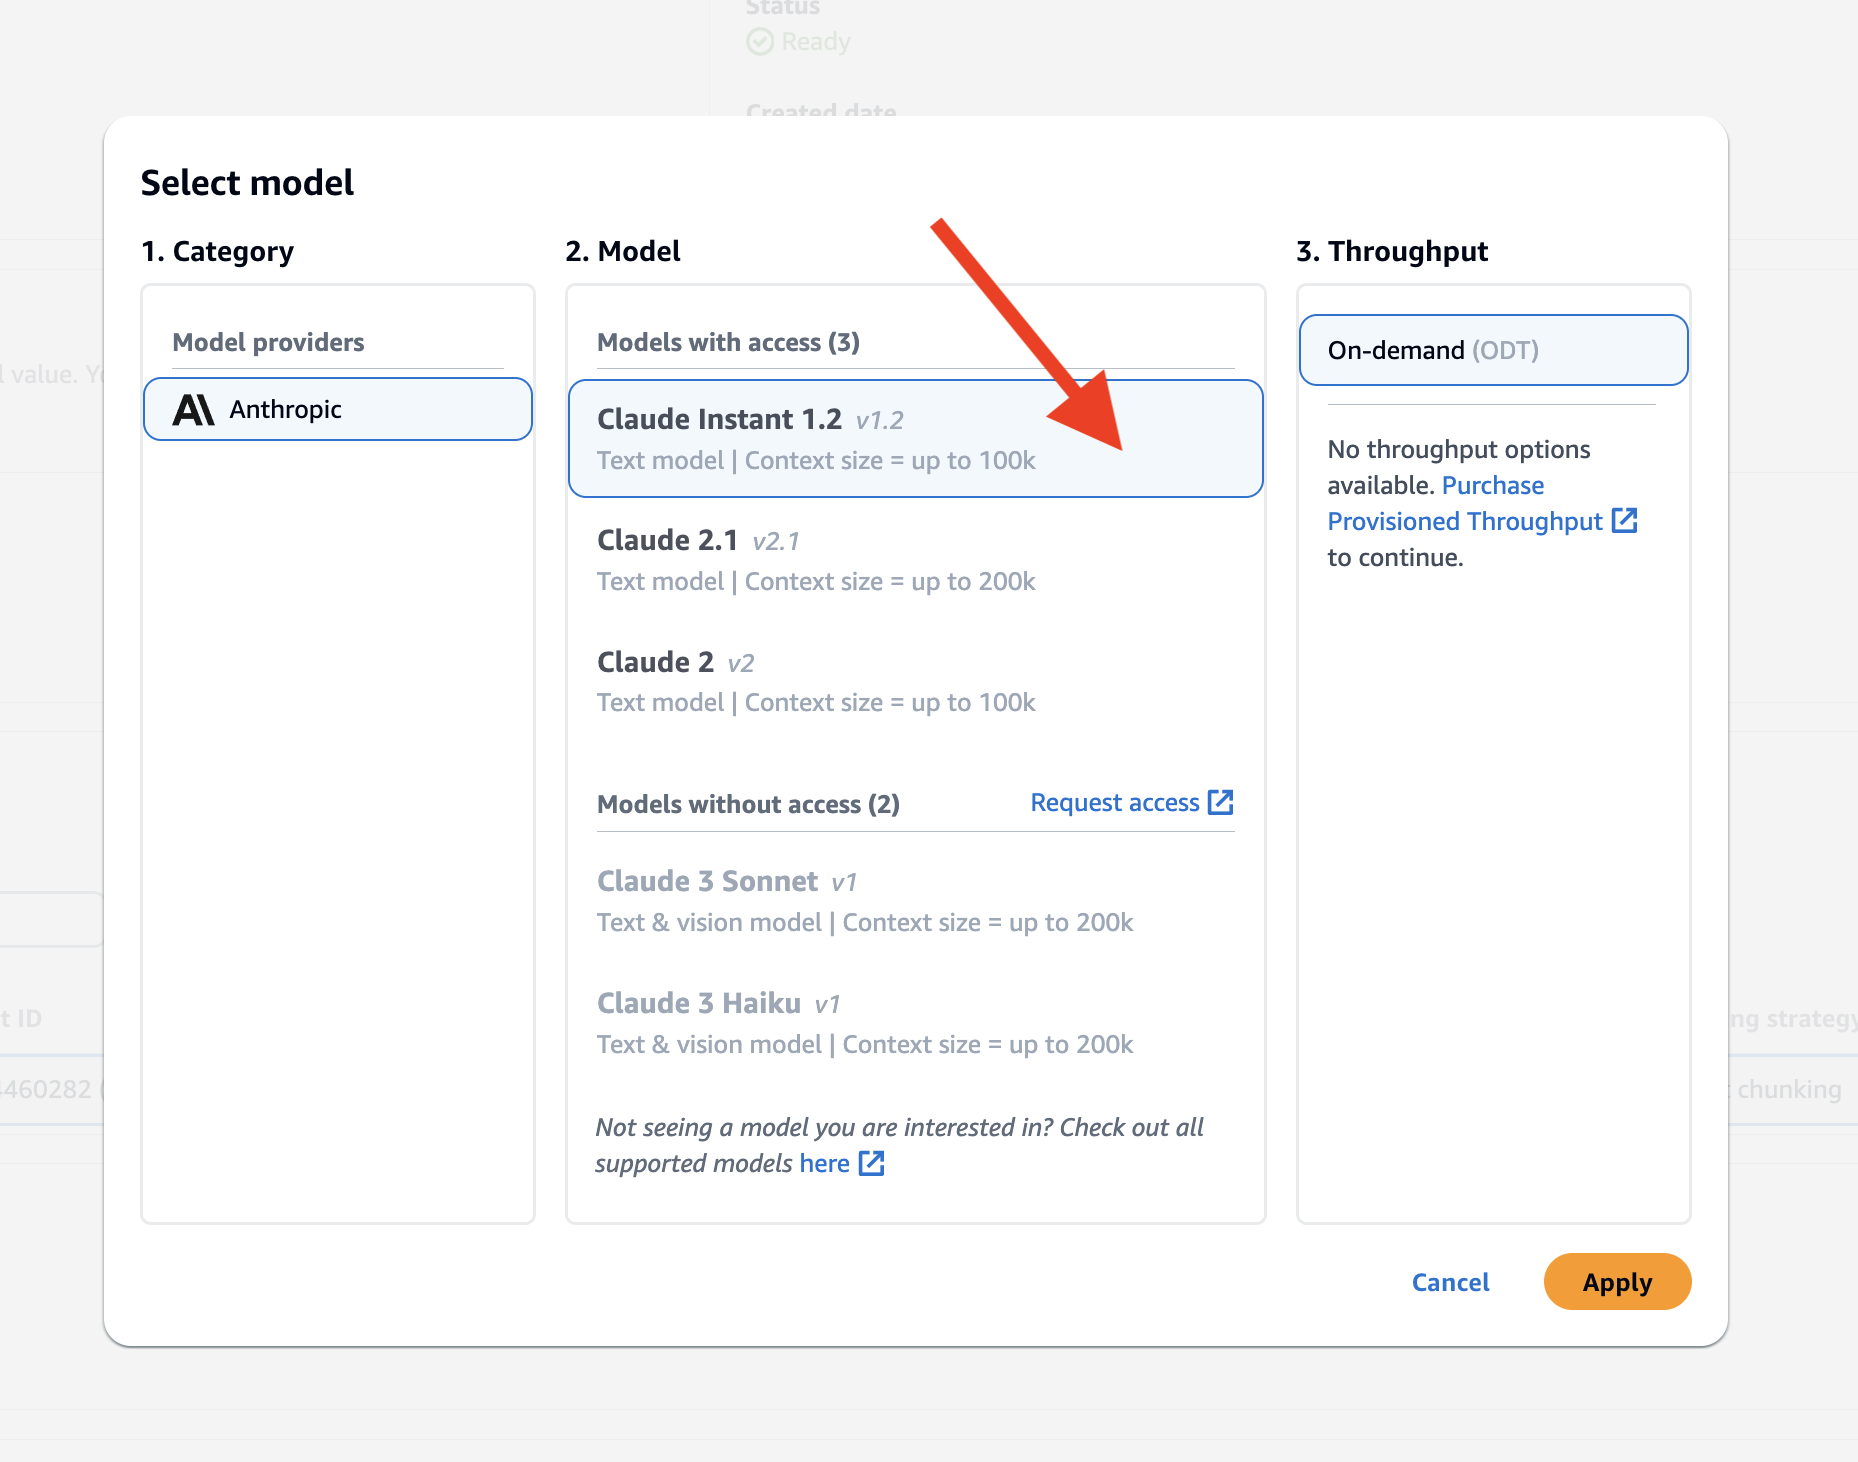 Status
Ready
Created date
Select model
1. Category
2. Model
3. Throughput
Model providers
Anthropic
Models with access (3)
Claude Instant 1.2 v1.2
Text model | Context size = up to 100k
Claude 2.1 v2.1
Text model | Context size = up to 200k
Claude 2 v2
Text model | Context size = up to 100k
Models without access (2)
Request access
Claude 3 Sonnet v1
Text & vision model | Context size = up to 200k
Claude 3 Haiku v1
Text & vision model | Context size = up to 200k
Not seeing a model you are interested in? Check out all
supported models here
On-demand (ODT)
No throughput options
available. Purchase
Provisioned Throughput
to continue.
Cancel
Apply
value.
ID
4460282
strategy
chunking